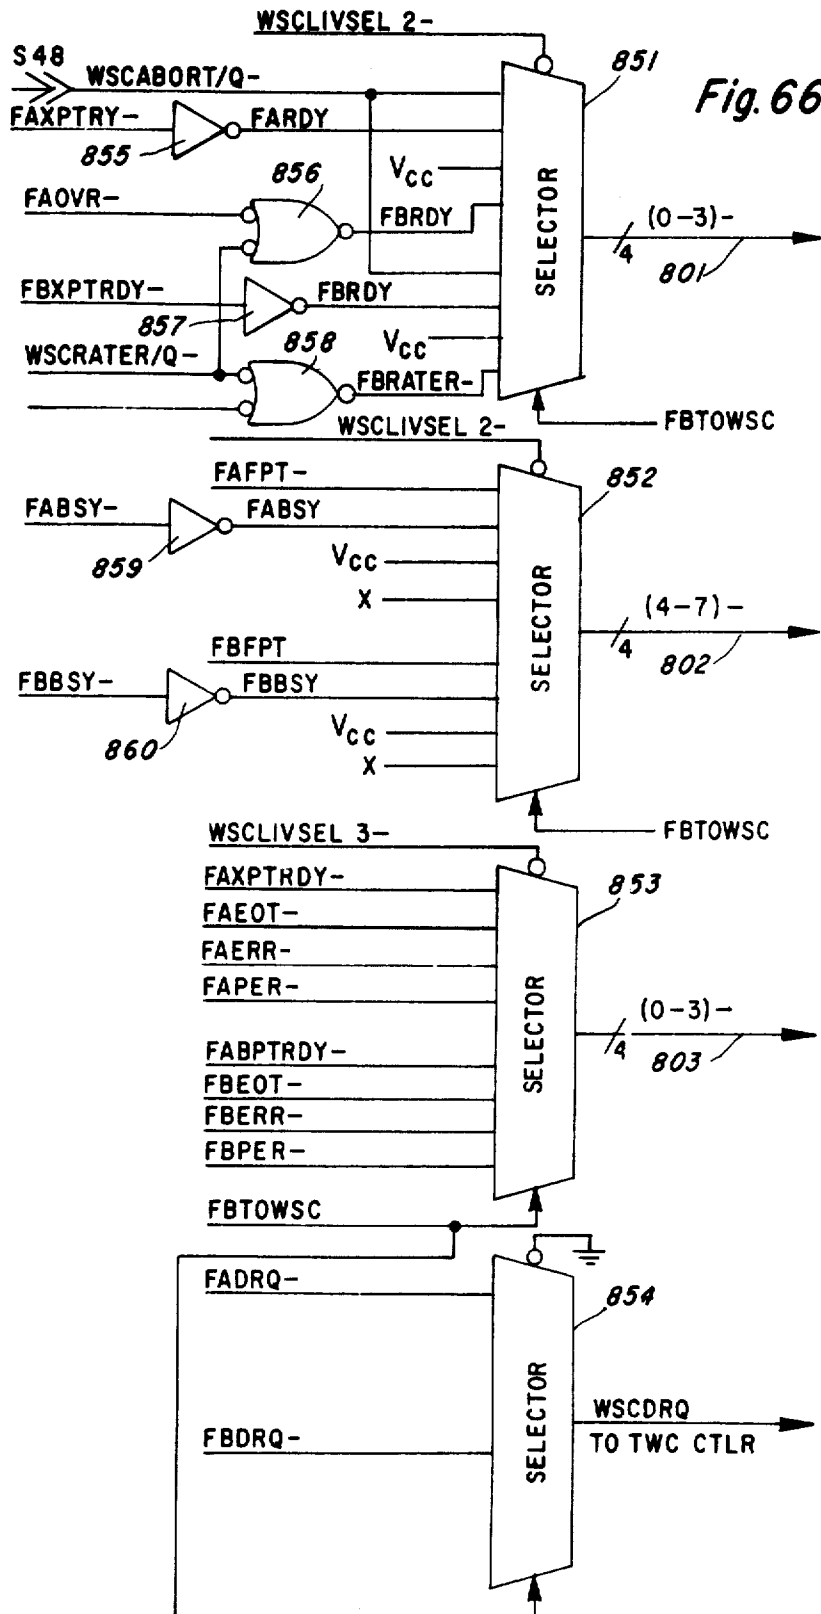 WSCLIVSEL 2-
S48
WSCABORT/Q-
851
Fig. 66
FAXPTRY-
FARDY
855
VCC
856
FAOVR-
FBRDY
(0-3)-
4
801
SELECTOR
FBXPTRDY-
FBRDY
857
858
VCC
WSCRATER/Q-
FBRATER-
FBTOWSC
WSCLIVSEL 2-
852
FAFPT-
FABSY-
FABSY
859
VCC
X
SELECTOR
(4-7)-
4
802
FBFPT
FBBSY-
FBBSY
860
VCC
X
FBTOWSC
WSCLIVSEL 3-
853
FAXPTRDY-
FAEOT-
FAERR-
FAPER-
SELECTOR
(0-3)-
4
803
FABPTRDY-
FBEOT-
FBERR-
FBPER-
FBTOWSC
FADRQ-
854
SELECTOR
WSCDRQ
TO TWC CTLR
FBDRQ-